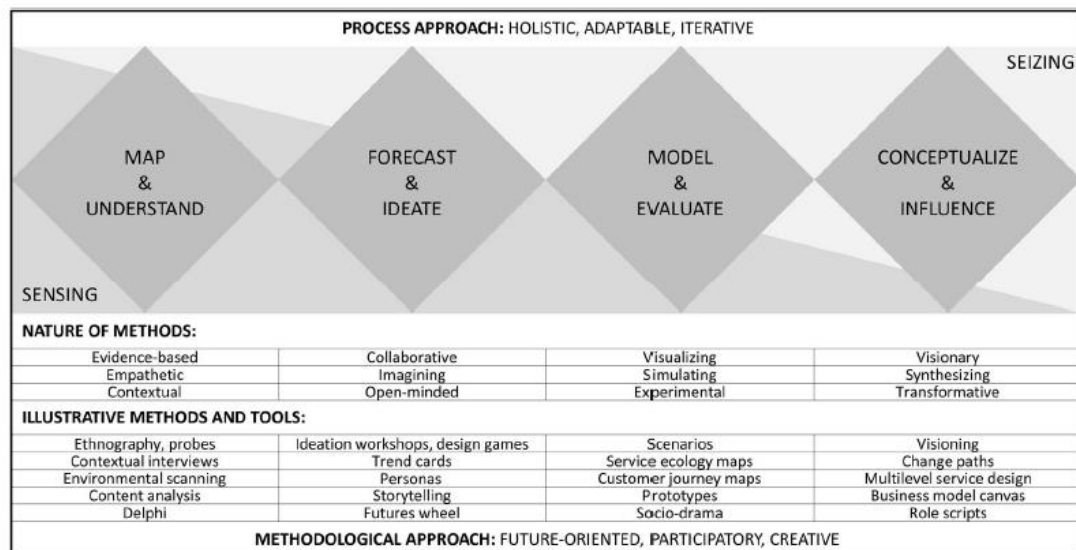 PROCESS APPROACH: HOLISTIC, ADAPTABLE, ITERATIVE
SEIZING
MAP
&
UNDERSTAND
FORECAST
&
IDEATE
MODEL
&
EVALUATE
CONCEPTUALIZE
&
INFLUENCE
SENSING
NATURE OF METHODS:
Evidence-based Collaborative Visualizing Visionary
Empathetic Imagining Simulating Synthesizing
Contextual Open-minded Experimental Transformative
ILLUSTRATIVE METHODS AND TOOLS:
Ethnography, probes Ideation workshops, design games Scenarios Visioning
Contextual interviews Trend cards Service ecology maps Change paths
Environmental scanning Personas Customer journey maps Multilevel service design
Content analysis Storytelling Prototypes Business model canvas
Delphi Futures wheel Socio-drama Role scripts
METHODOLOGICAL APPROACH: FUTURE-ORIENTED, PARTICIPATORY, CREATIVE